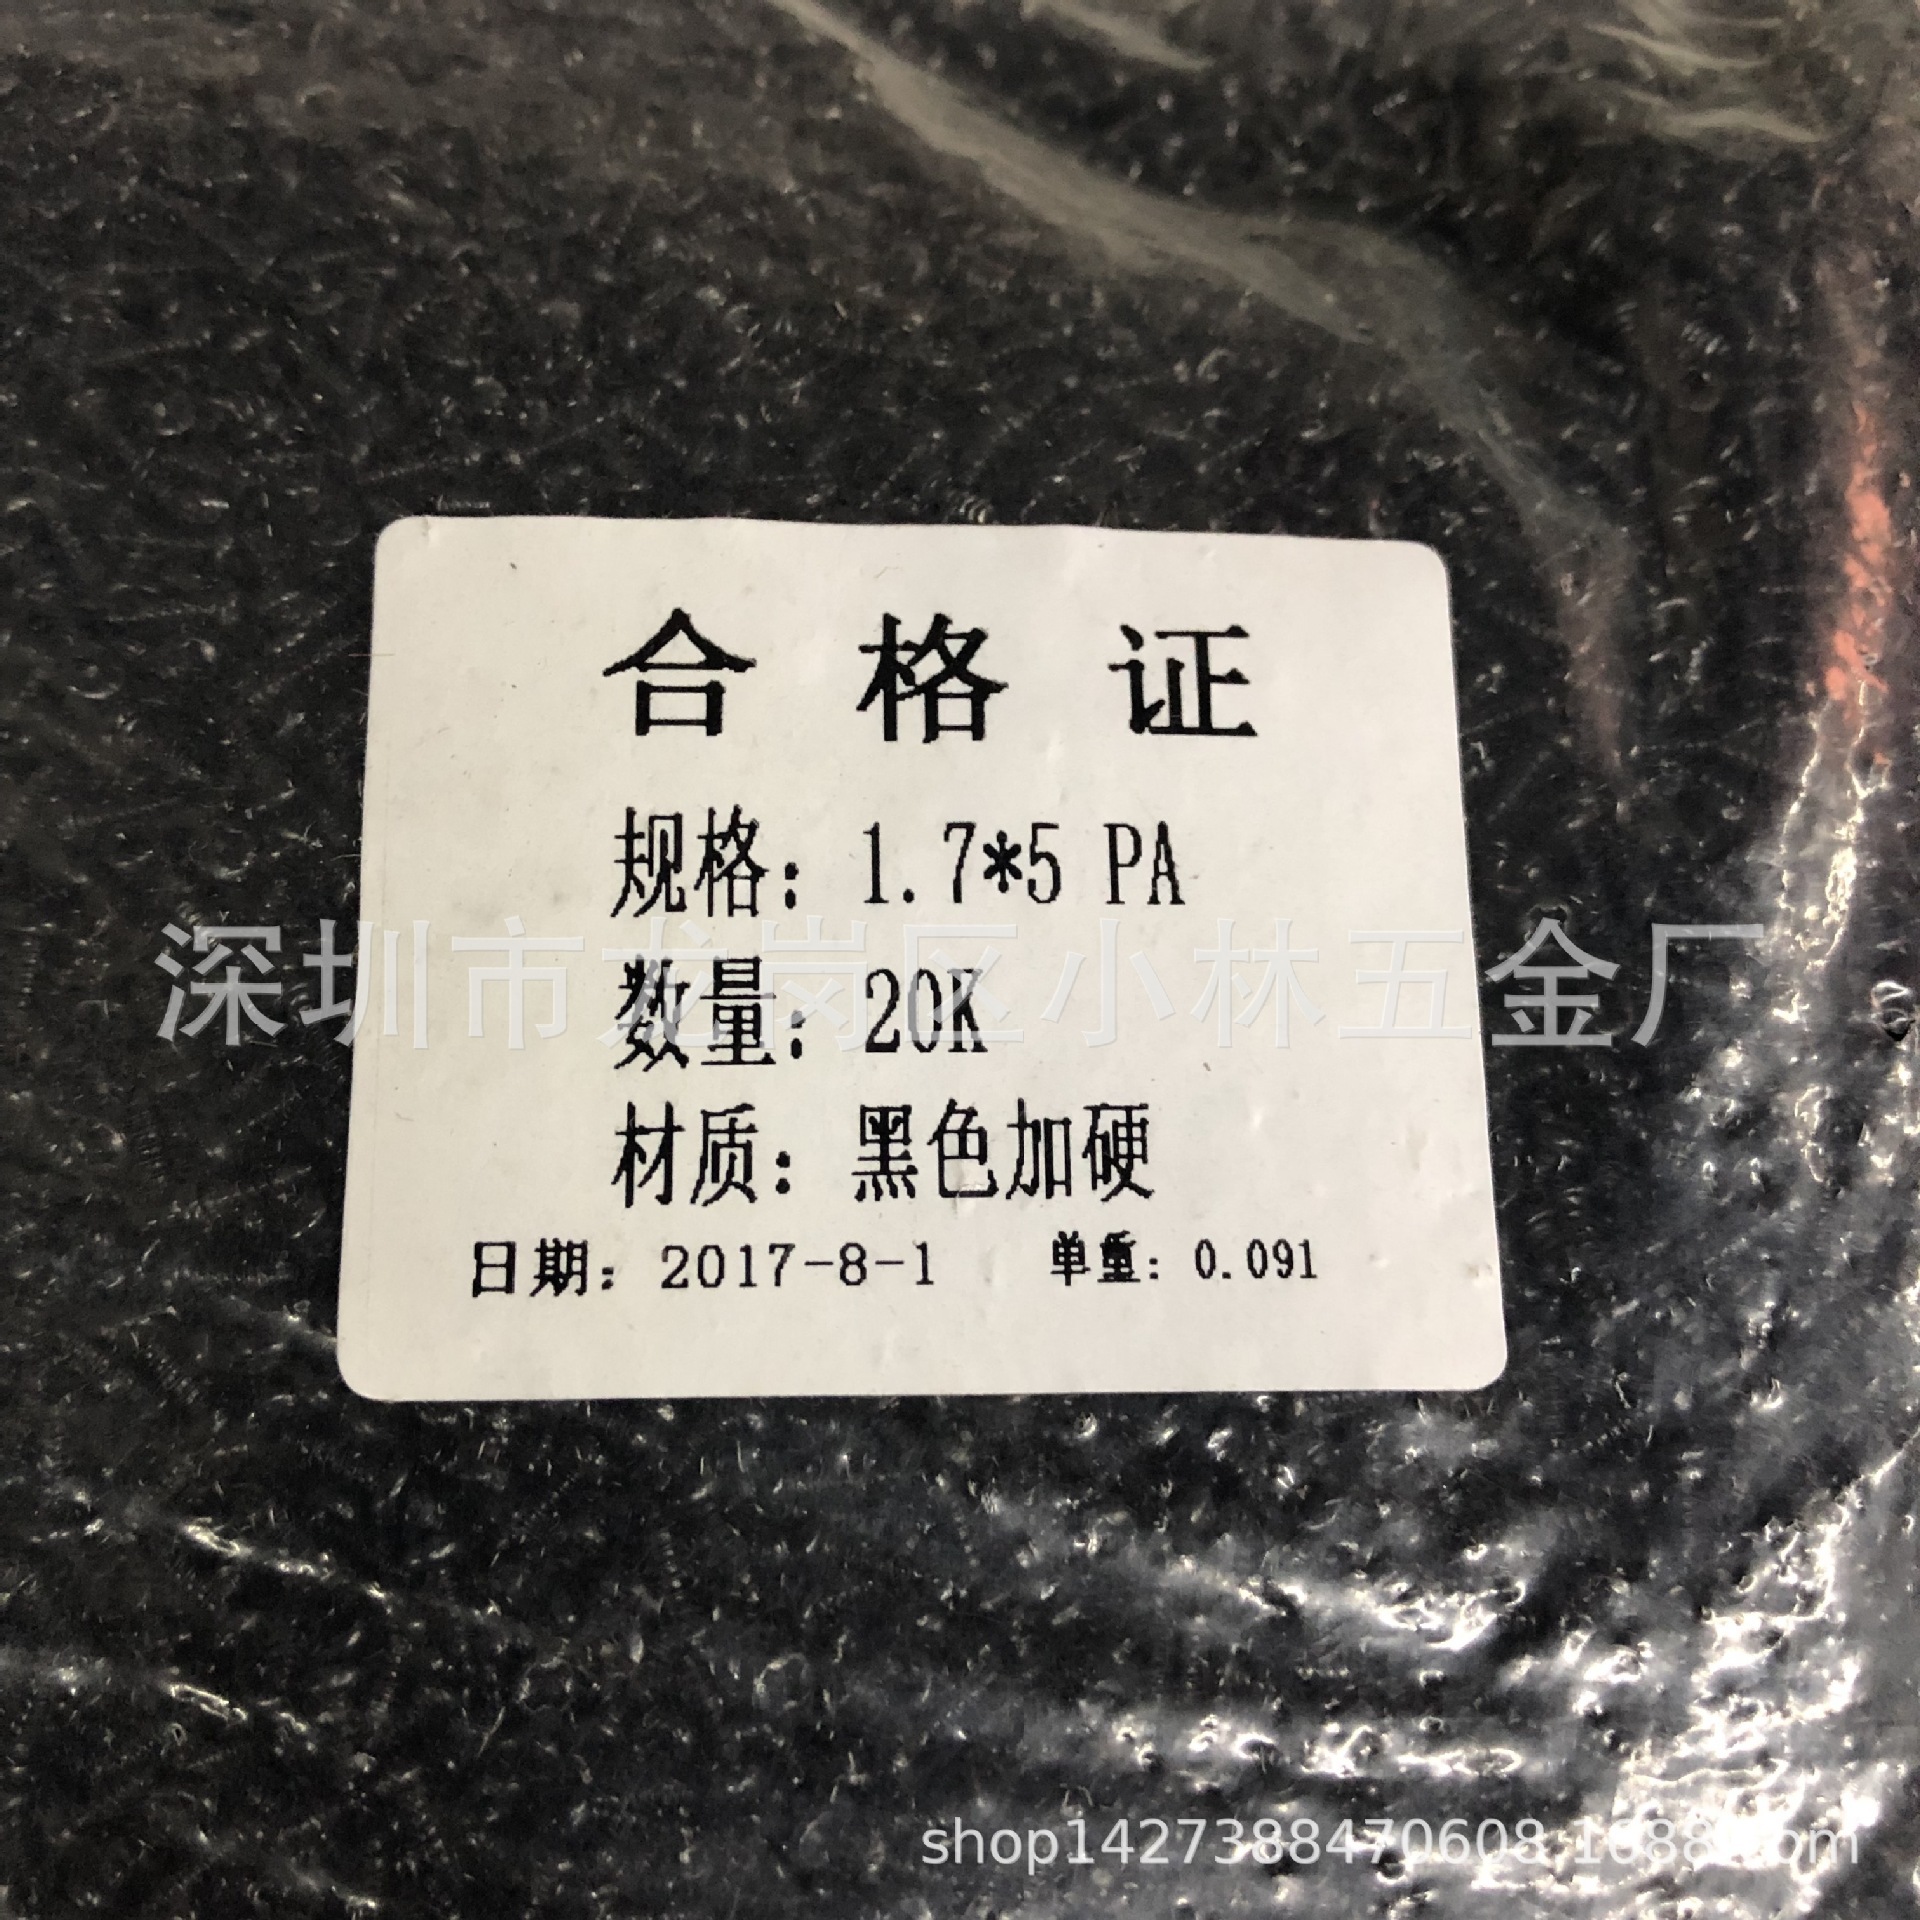 合格证
规格：1.7*5 PA
深圳市龙岗区小林五金厂
数量：20K
材质：黑色加硬
日期：2017-8-1 单重：0.091
shop1427388470608.1688.com